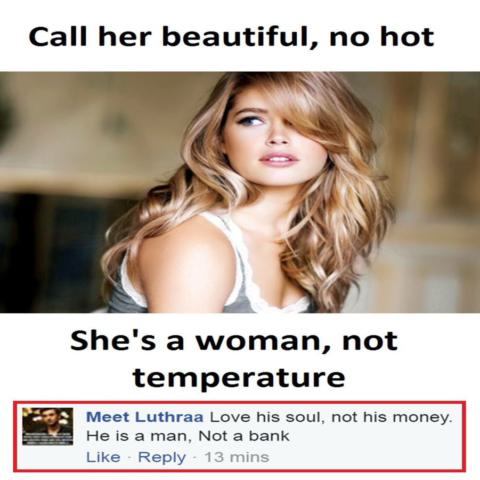 Call her beautiful, no hot
She's a woman, not
temperature
Meet Luthraa Love his soul, not his money.
He is a man, Not a bank
Like · Reply · 13 mins